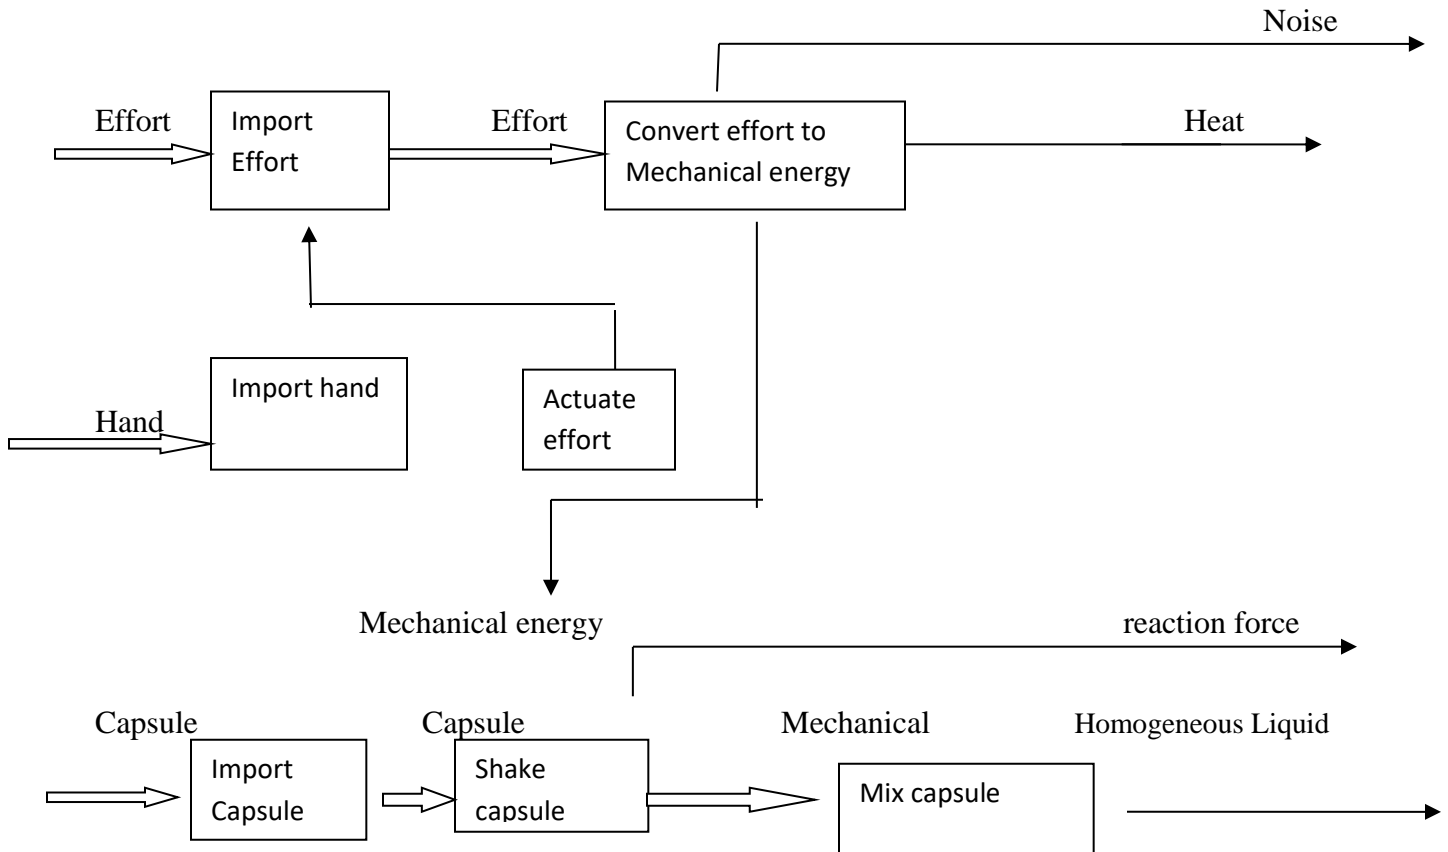 Noise
Effort
Import
Effort
Effort
Convert effort to
Mechanical energy
Heat
Hand
Import hand
Actuate
effort
Mechanical energy
reaction force
Capsule
Capsule
Mechanical
Homogeneous Liquid
Import
Capsule
Shake
capsule
Mix capsule